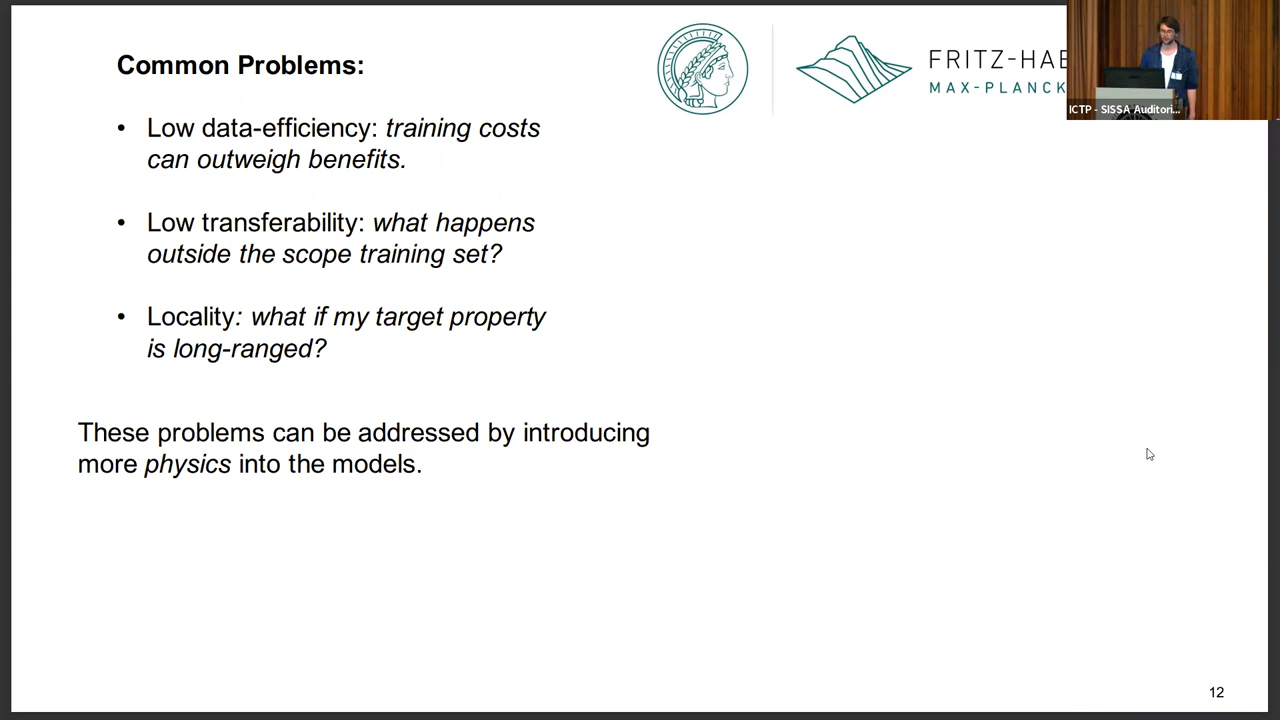 Common Problems:
• Low data-efficiency: training costs
can outweigh benefits.
• Low transferability: what happens
outside the scope training set?
• Locality: what if my target property
is long-ranged?
These problems can be addressed by introducing
more physics into the models.
FRITZ-HAB
MAX-PLANCK
ICTP - SISSA Auditori...
12